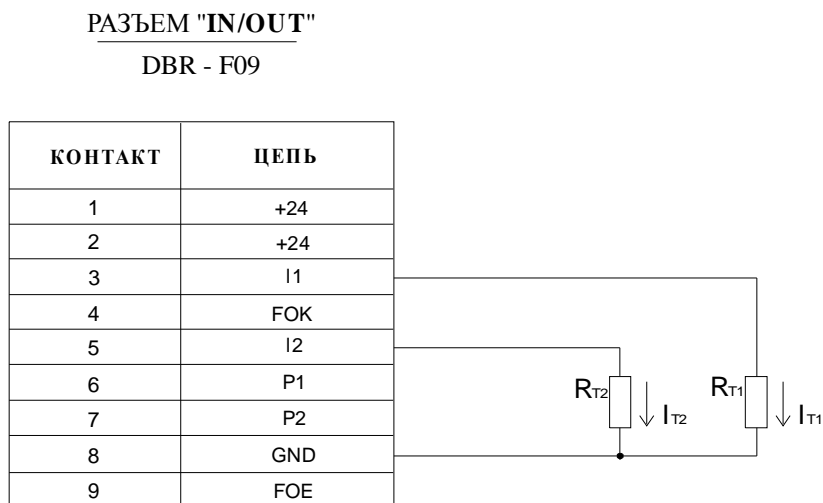 РАЗЪЕМ "IN/OUT"
DBR - F09
КОНТАКТ ЦЕПЬ
1 +24
2 +24
3 I1
4 FOK
5 I2
6 P1
7 P2
8 GND
9 FOE
RT2 IT2 RT1 IT1